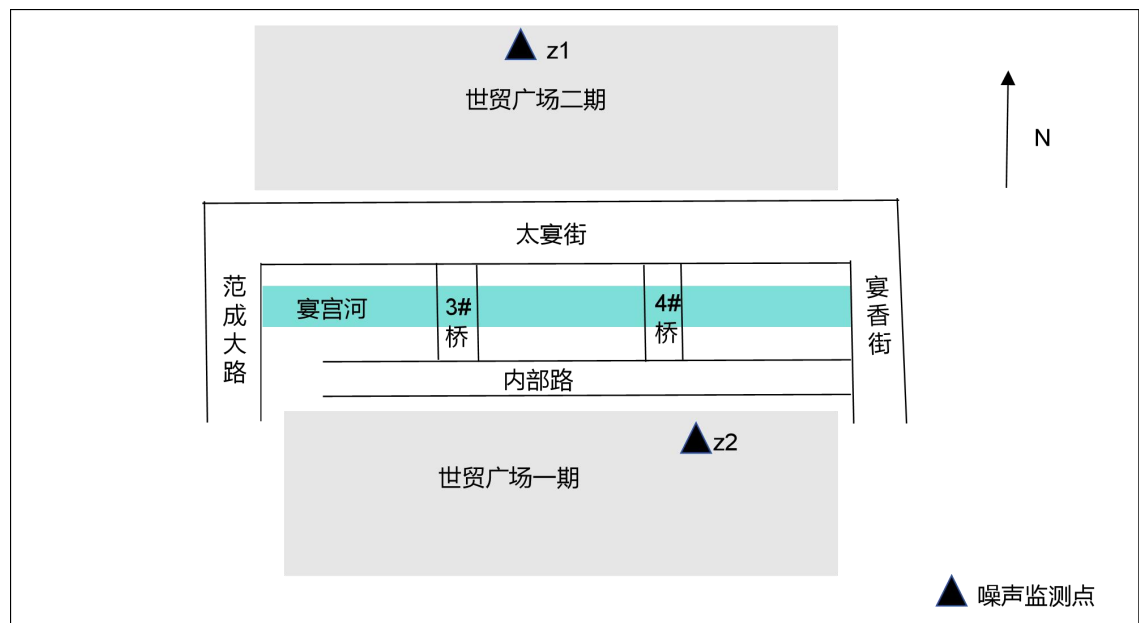 z1
世贸广场二期
N
太宴街
范成大路
宴宫河
3#桥
4#桥
宴香街
内部路
z2
世贸广场一期
噪声监测点